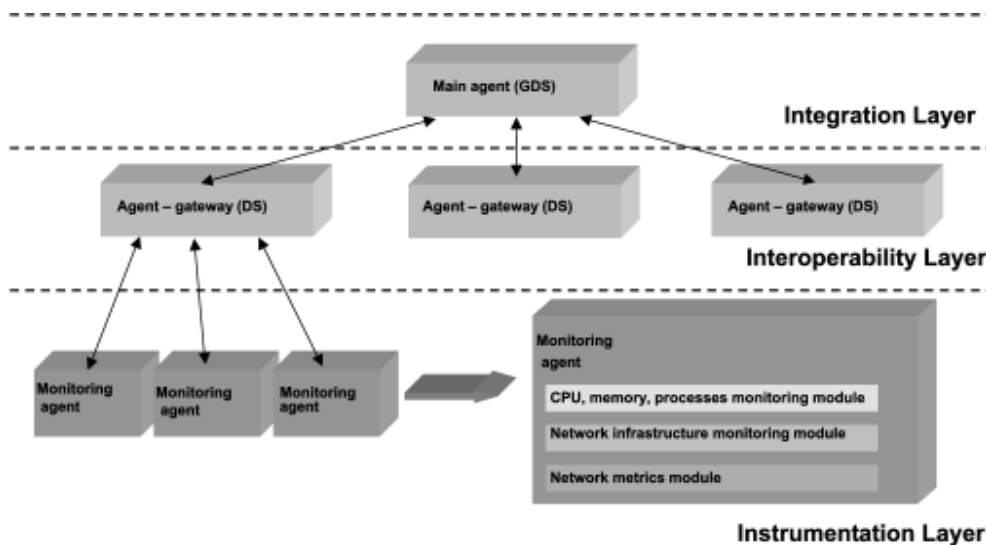 Main agent (GDS)
Integration Layer
Agent – gateway (DS)
Agent – gateway (DS)
Agent – gateway (DS)
Interoperability Layer
Monitoring
agent
Monitoring
agent
Monitoring
agent
Monitoring
agent
CPU, memory, processes monitoring module
Network infrastructure monitoring module
Network metrics module
Instrumentation Layer